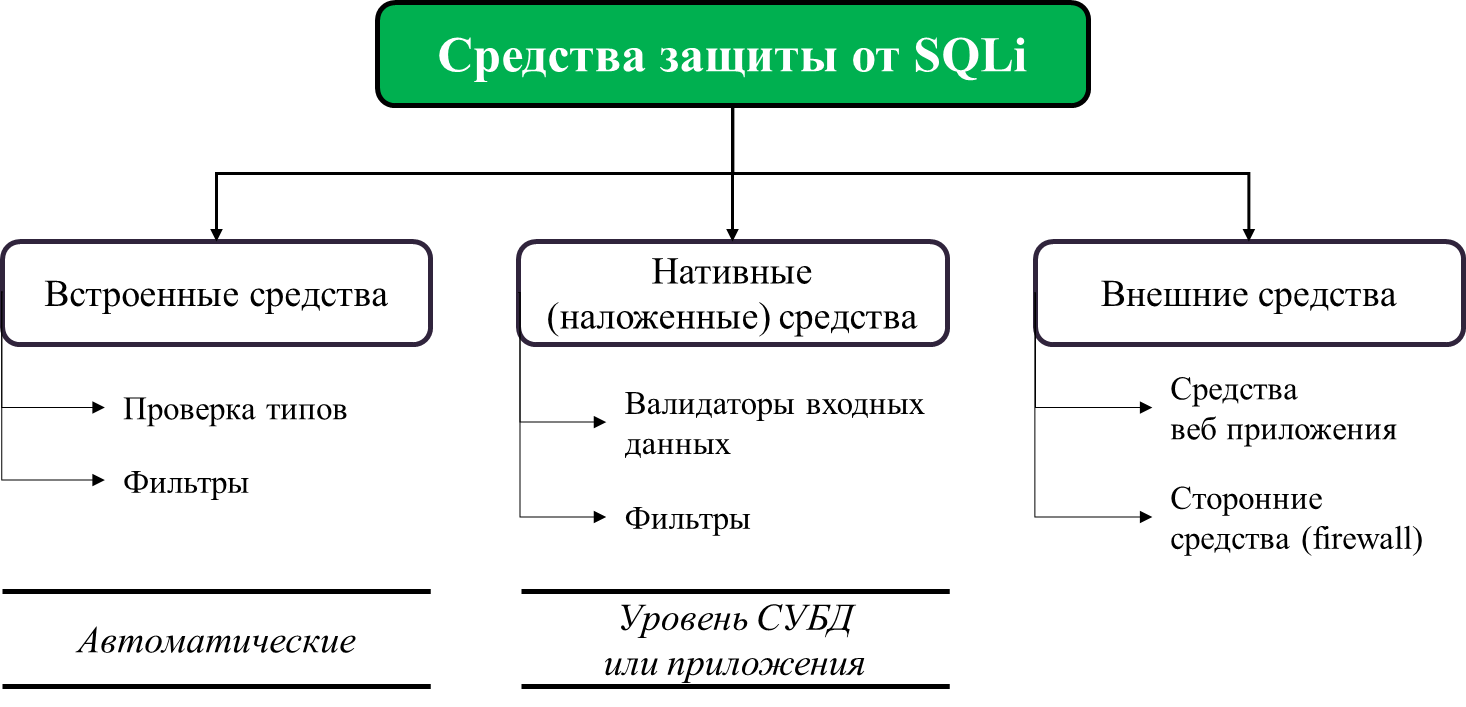 Средства защиты от SQLi
Встроенные средства
Проверка типов
Фильтры
Автоматические
Нативные
(наложенные) средства
Валидаторы входных
данных
Фильтры
Уровень СУБД
или приложения
Внешние средства
Средства
веб приложения
Сторонние
средства (firewall)